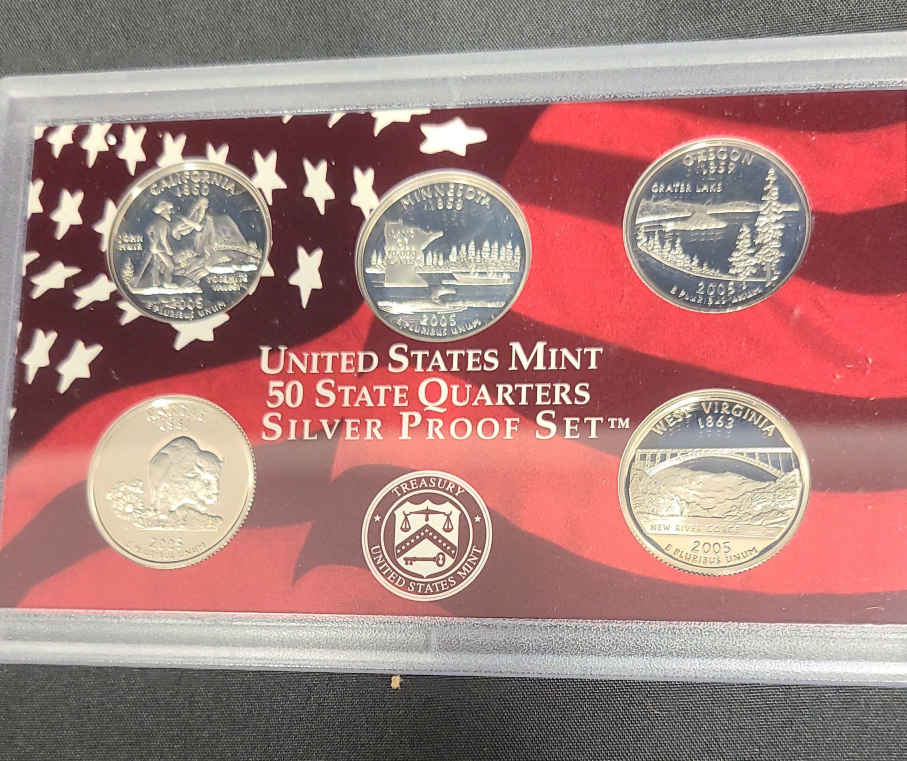 CALIFORNIA
1850
JOHN
MUIR
YOSEMITE
VALLEY
2005
E PLURIBUS UNUM
MINNESOTA
1858
2005
E PLURIBUS UNUM
OREGON
1859
CRATER LAKE
2005
E PLURIBUS UNUM
UNITED STATES MINT
50 STATE QUARTERS
SILVER PROOF SET™
2005
E PLURIBUS UNUM
TREASURY
UNITED STATES MINT
WEST VIRGINIA
1863
NEW RIVER GORGE
2005
E PLURIBUS UNUM